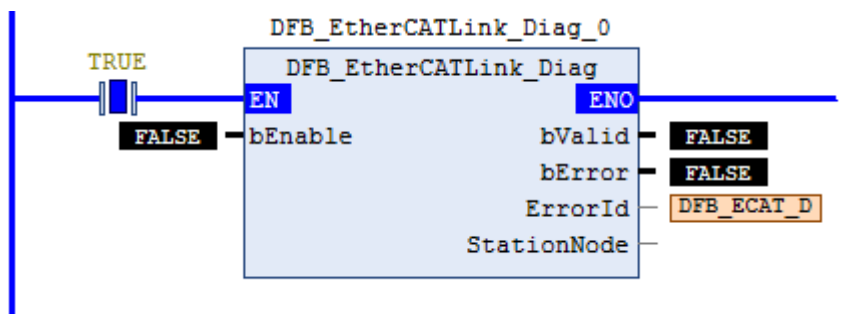 DFB_EtherCATLink_Diag_0
TRUE
DFB_EtherCATLink_Diag
EN ENO
FALSE bEnable bValid FALSE
bError FALSE
ErrorId DFB_ECAT_D
StationNode